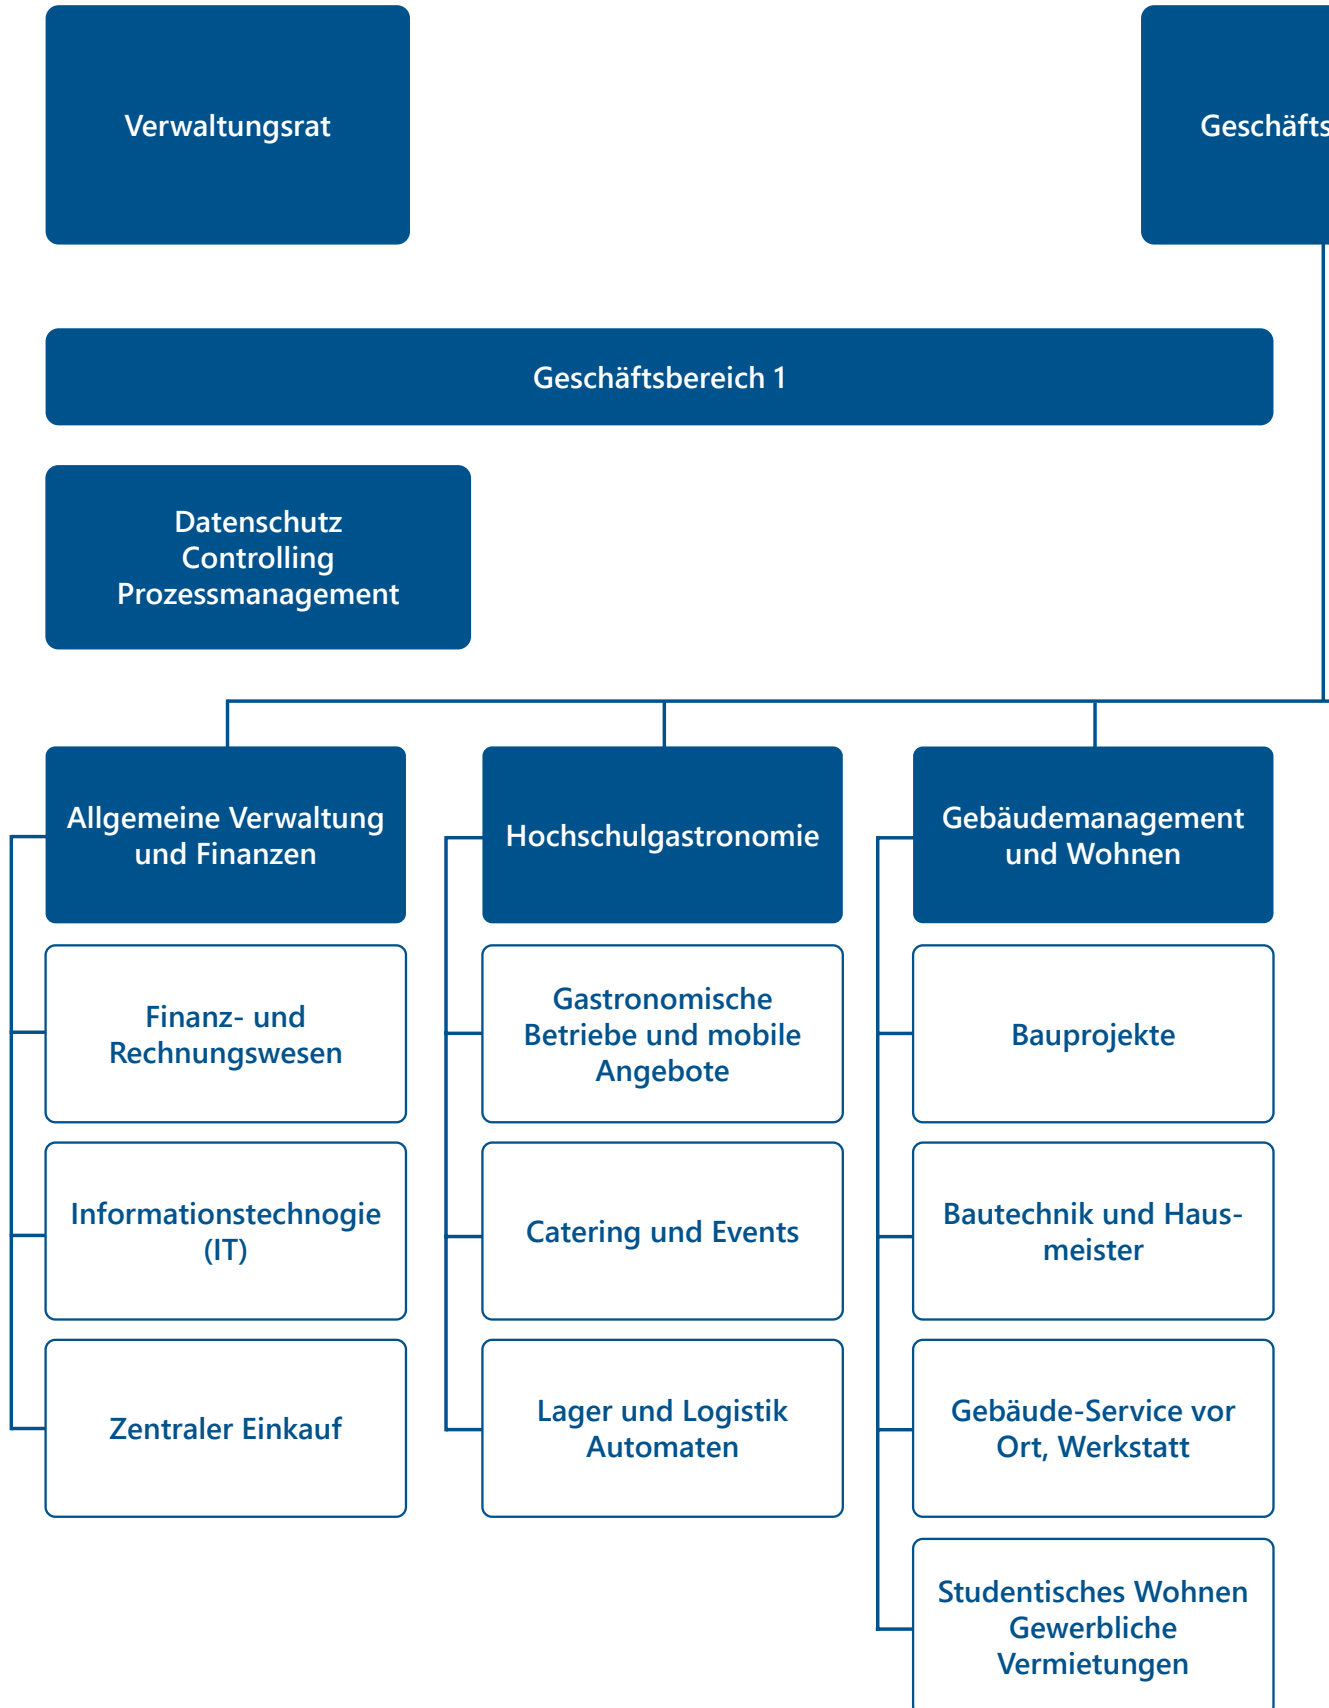 Verwaltungsrat
Geschäfts
Geschäftsbereich 1
Datenschutz
Controlling
Prozessmanagement
Allgemeine Verwaltung
und Finanzen
Hochschulgastronomie
Gebäudemanagement
und Wohnen
Finanz- und
Rechnungswesen
Gastronomische
Betriebe und mobile
Angebote
Bauprojekte
Informationstechnogie
(IT)
Catering und Events
Bautechnik und Haus-
meister
Zentraler Einkauf
Lager und Logistik
Automaten
Gebäude-Service vor
Ort, Werkstatt
Studentisches Wohnen
Gewerbliche
Vermietungen